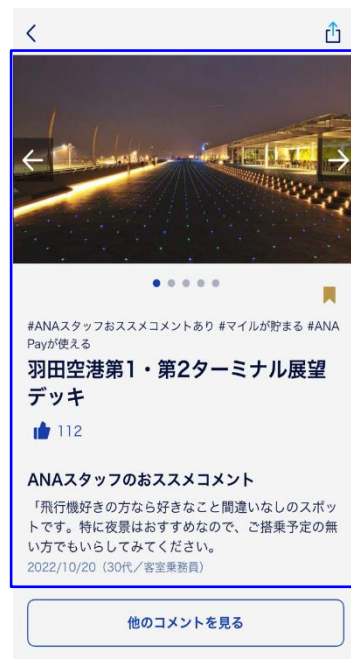 #ANAスタッフおススメコメントあり #マイルが貯まる #ANA
Payが使える
羽田空港第1・第2ターミナル展望
デッキ
112
ANAスタッフのおススメコメント
「飛行機好きの方なら好きなこと間違いなしのスポッ
トです。特に夜景はおすすめなので、ご搭乗予定の無
い方でもいらしてみてください。
2022/10/20（30代／客室乗務員）
他のコメントを見る